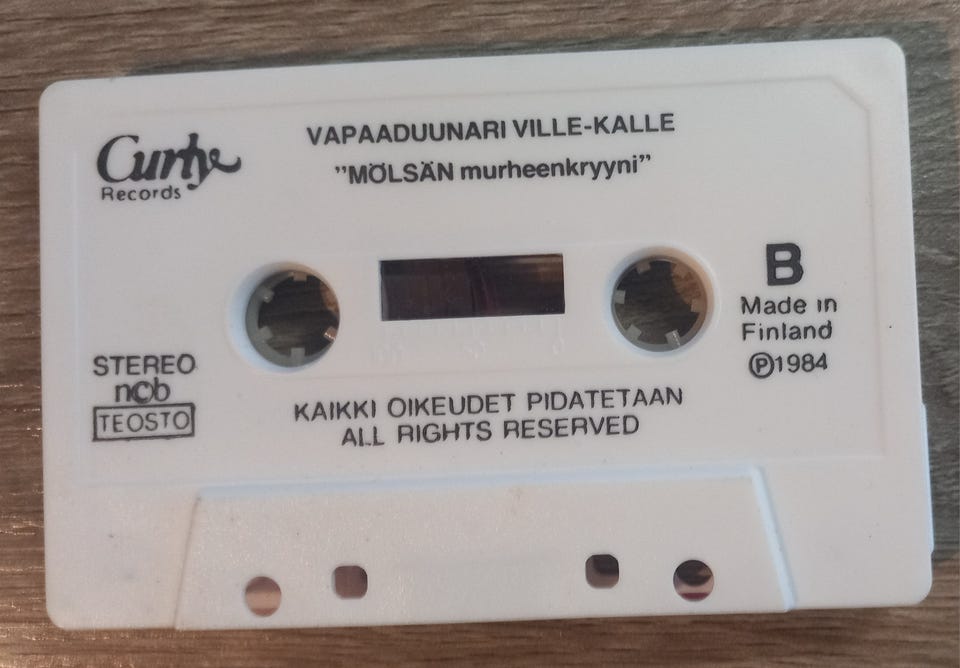 Curly
Records
VAPAADUUNARI VILLE-KALLE
"MÖLSÄN murheenkryyni"
B
Made in
Finland
Ⓟ1984
STEREO
ncb
TEOSTO
KAIKKI OIKEUDET PIDATETAAN
ALL RIGHTS RESERVED